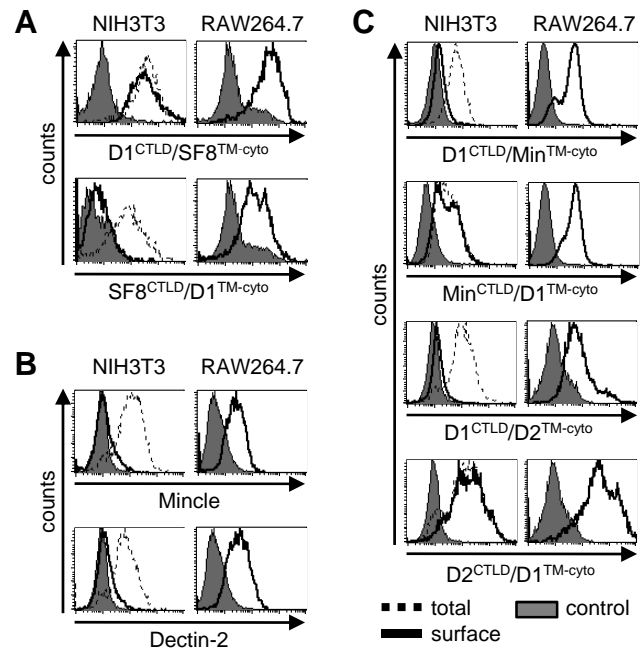 A
NIH3T3 RAW264.7
counts
D1CTLD/SF8TM-cyto
SF8CTLD/D1TM-cyto
B
NIH3T3 RAW264.7
counts
Mincle
Dectin-2
C
NIH3T3 RAW264.7
counts
D1CTLD/MinTM-cyto
MinCTLD/D1TM-cyto
D1CTLD/D2TM-cyto
D2CTLD/D1TM-cyto
total control
surface